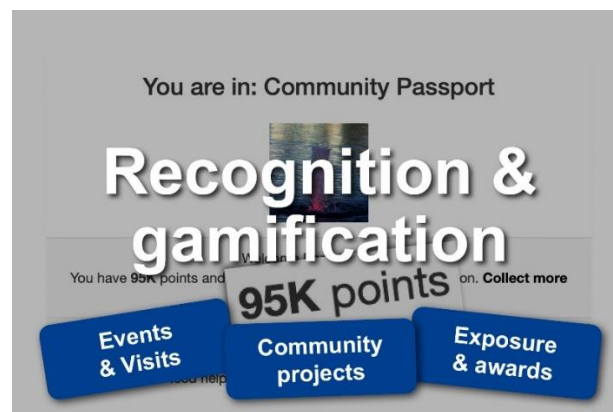 You are in: Community Passport
Recognition &
gamification
You have 95K points and on. Collect more
95K points
Events
& Visits
Community
projects
Exposure
& awards